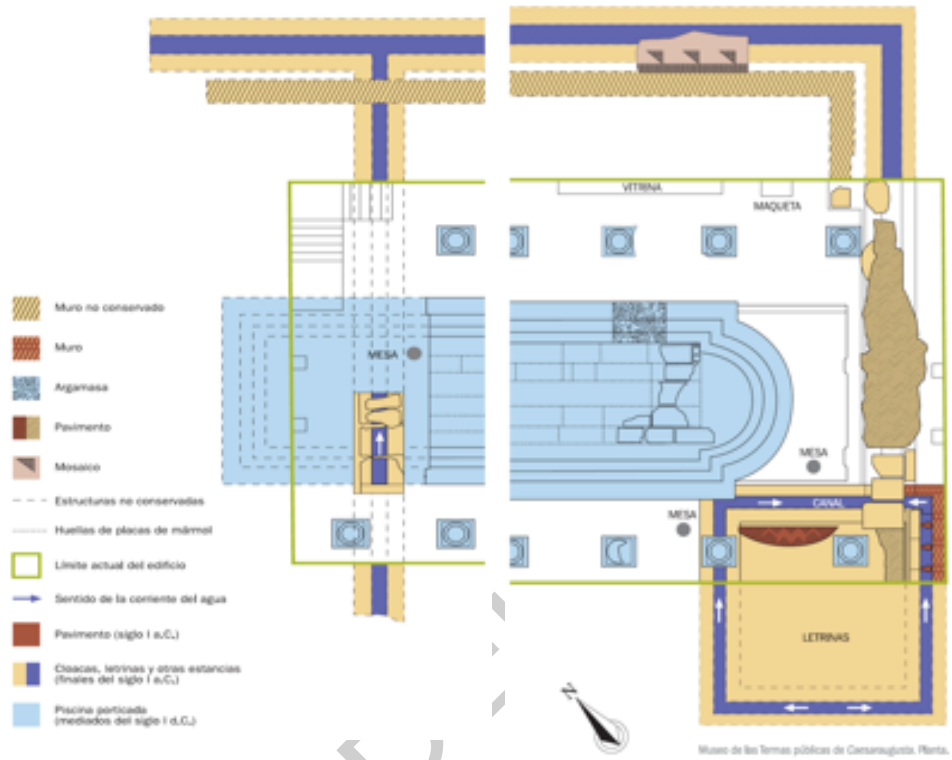 VITRINA
MAQUETA
MESA
MESA
MESA
CANAL
LETRINAS
Muro no conservado
Muro
Argamasa
Pavimento
Mosaico
Estructuras no conservadas
Huellas de placas de mármol
Límite actual del edificio
Sentido de la corriente del agua
Pavimento (siglo I a.C.)
Cloacas, letrinas y otras estancias
(finales del siglo I a.C.)
Piscina porticada
(mediados del siglo I d.C.)
N
Museo de las Termas públicas de Caesaraugusta. Planta.